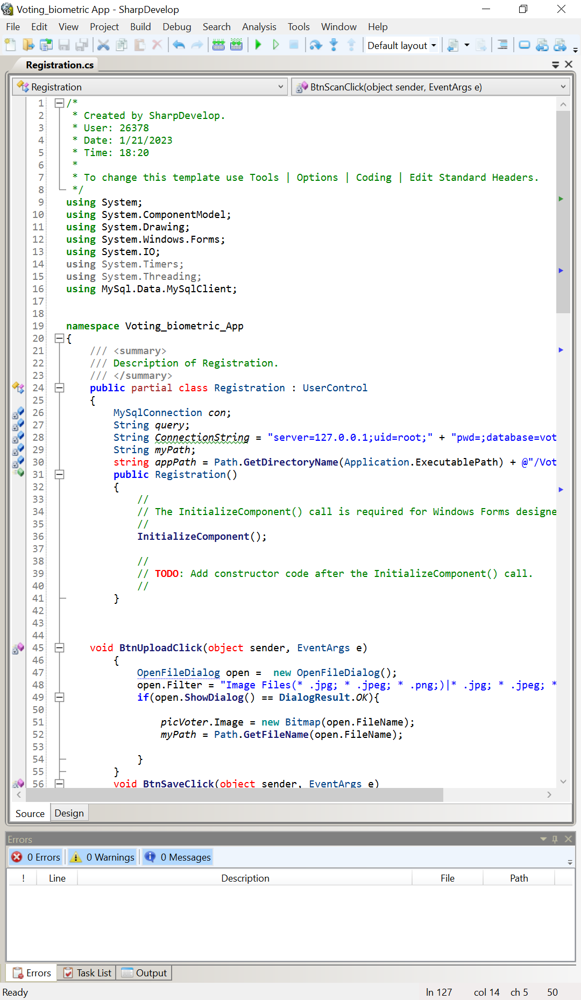 Voting_biometric App - SharpDevelop
File Edit View Project Build Debug Search Analysis Tools Window Help
Default layout
Registration.cs
Registration BtnScanClick(object sender, EventArgs e)
1 /*
2 * Created by SharpDevelop.
3 * User: 26378
4 * Date: 1/21/2023
5 * Time: 18:20
6 *
7 * To change this template use Tools | Options | Coding | Edit Standard Headers.
8 */
9 using System;
10 using System.ComponentModel;
11 using System.Drawing;
12 using System.Windows.Forms;
13 using System.IO;
14 using System.Timers;
15 using System.Threading;
16 using MySql.Data.MySqlClient;
17
18
19 namespace Voting_biometric_App
20 {
21 /// <summary>
22 /// Description of Registration.
23 /// </summary>
24 public partial class Registration : UserControl
25 {
26 MySqlConnection con;
27 String query;
28 String ConnectionString = "server=127.0.0.1;uid=root;" + "pwd=;database=vot
29 String myPath;
30 string appPath = Path.GetDirectoryName(Application.ExecutablePath) + @"/Vot
31 public Registration()
32 {
33 //
34 // The InitializeComponent() call is required for Windows Forms designe
35 //
36 InitializeComponent();
37
38 //
39 // TODO: Add constructor code after the InitializeComponent() call.
40 //
41 }
42
43
44
45 void BtnUploadClick(object sender, EventArgs e)
46 {
47 OpenFileDialog open = new OpenFileDialog();
48 open.Filter = "Image Files(* .jpg; * .jpeg; * .png;)|* .jpg; * .jpeg; *
49 if(open.ShowDialog() == DialogResult.OK){
50
51 picVoter.Image = new Bitmap(open.FileName);
52 myPath = Path.GetFileName(open.FileName);
53
54 }
55 }
56 void BtnSaveClick(object sender, EventArgs e)
Source Design
Errors
0 Errors 0 Warnings 0 Messages
! Line Description File Path
Errors Task List Output
Ready ln 127 col 14 ch 5 50